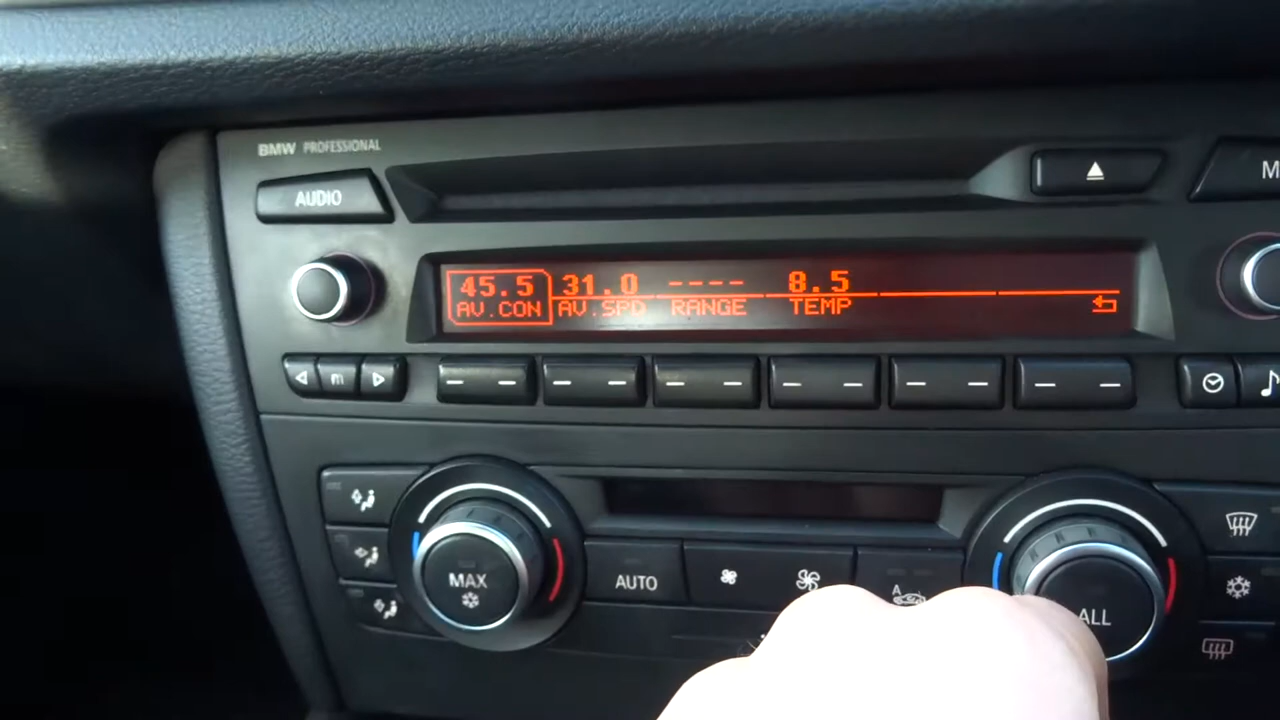 BMW PROFESSIONAL
AUDIO
M
45.5 31.0 ---- 8.5
AV.CON AV.SPD RANGE TEMP
MAX
AUTO
A
ALL